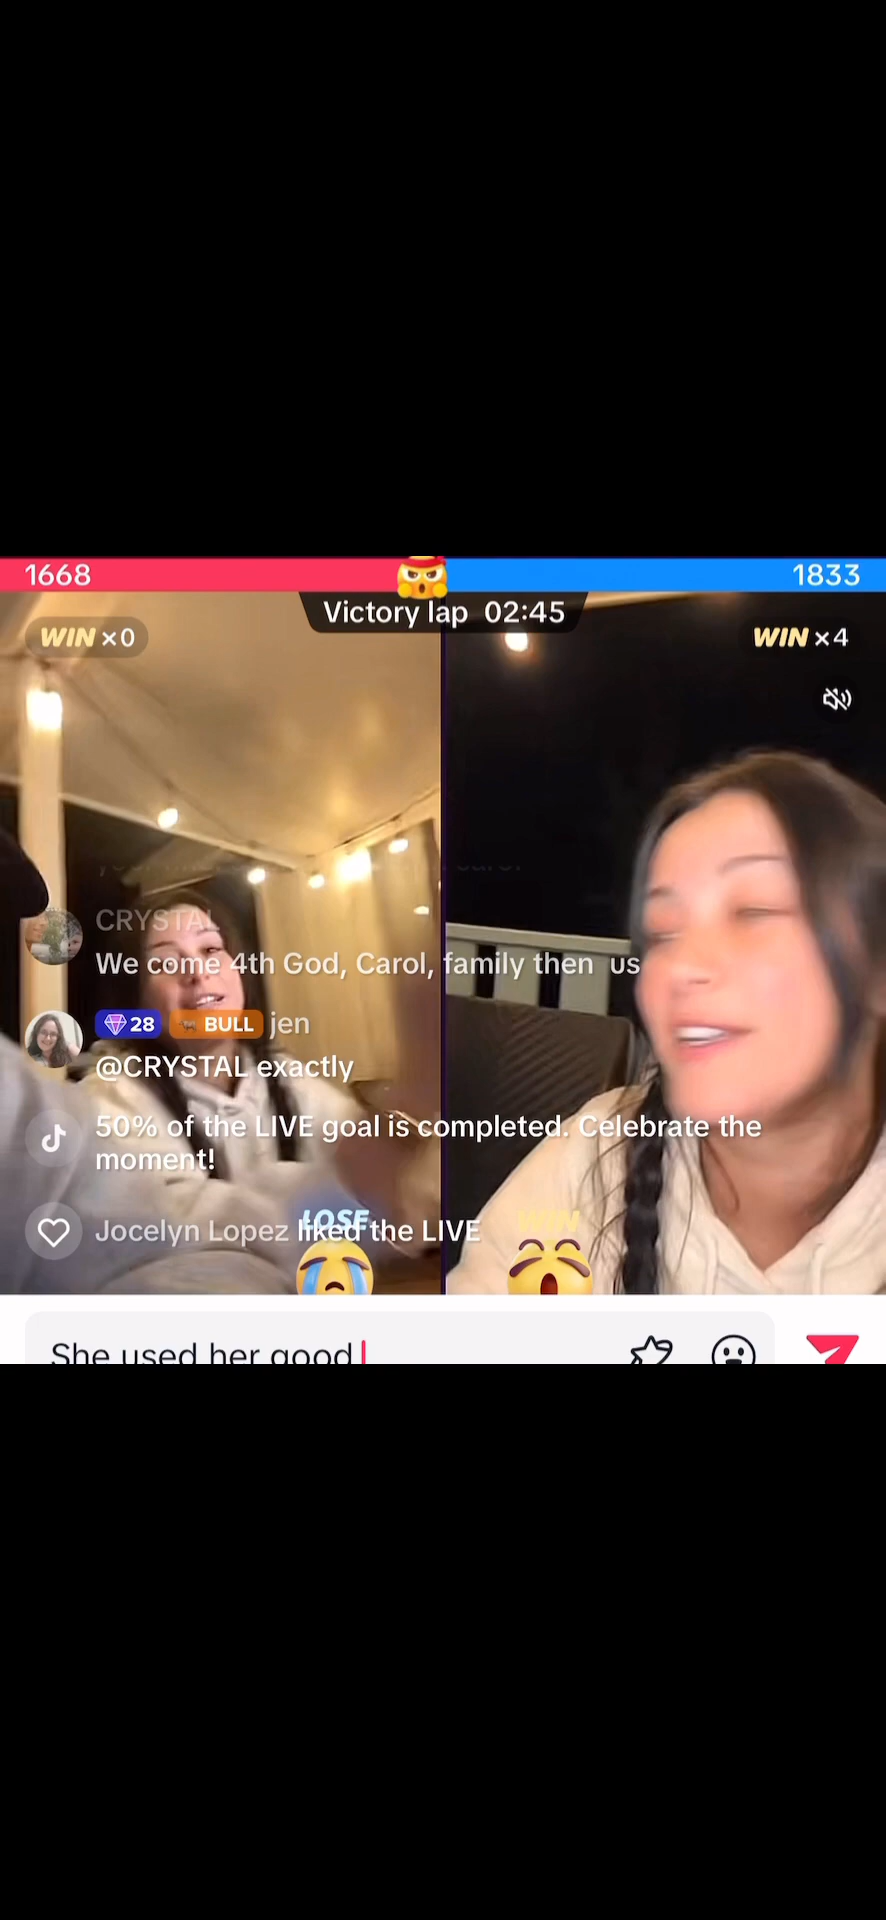 1668
1833
Victory lap 02:45
WIN ×0
WIN ×4
CRYSTAL
We come 4th God, Carol, family then us
28 BULL jen
@CRYSTAL exactly
50% of the LIVE goal is completed. Celebrate the
moment!
LOSE
WIN
Jocelyn Lopez liked the LIVE
She used her good